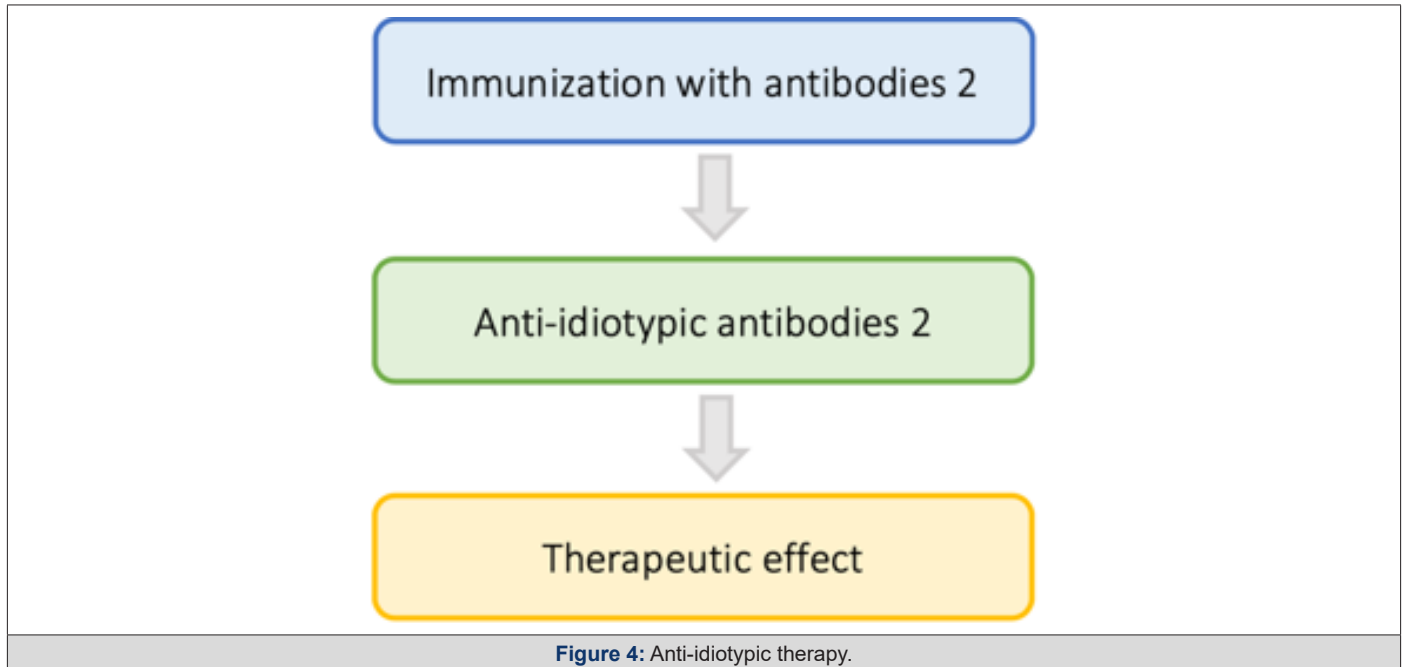 Immunization with antibodies 2
Anti-idiotypic antibodies 2
Therapeutic effect
Figure 4: Anti-idiotypic therapy.